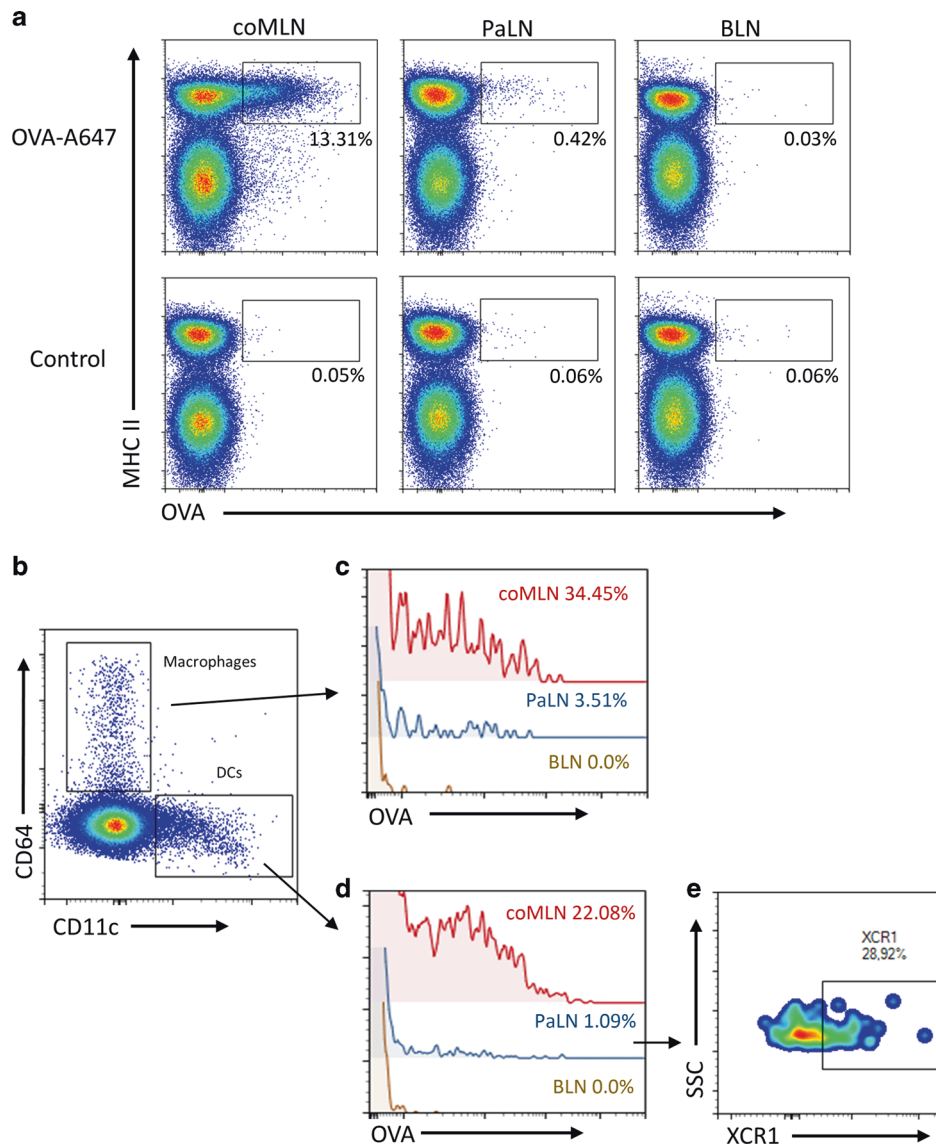 a
coMLN PaLN BLN
OVA-A647
13.31% 0.42% 0.03%
Control
0.05% 0.06% 0.06%
MHC II
OVA
b
Macrophages
DCs
CD64
CD11c
c
coMLN 34.45%
PaLN 3.51%
BLN 0.0%
OVA
d
coMLN 22.08%
PaLN 1.09%
BLN 0.0%
OVA
e
XCR1
28,92%
SSC
XCR1